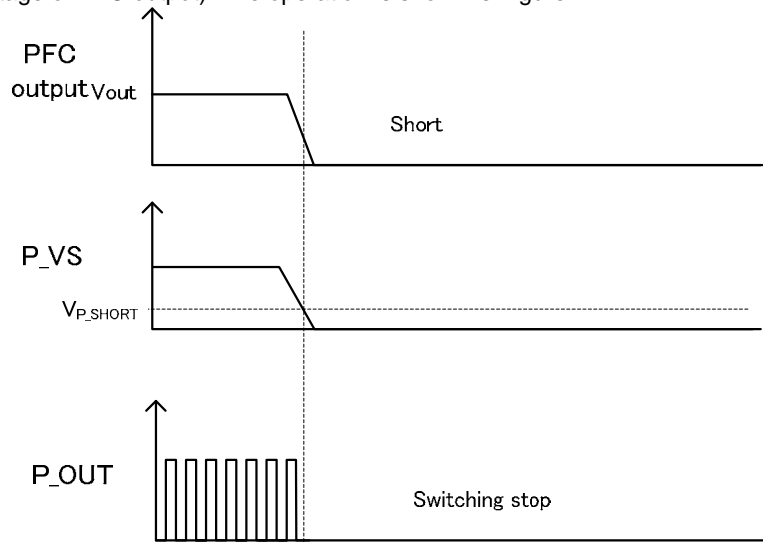 PFC
output Vout
Short
P_VS
VP_SHORT
P_OUT
Switching stop